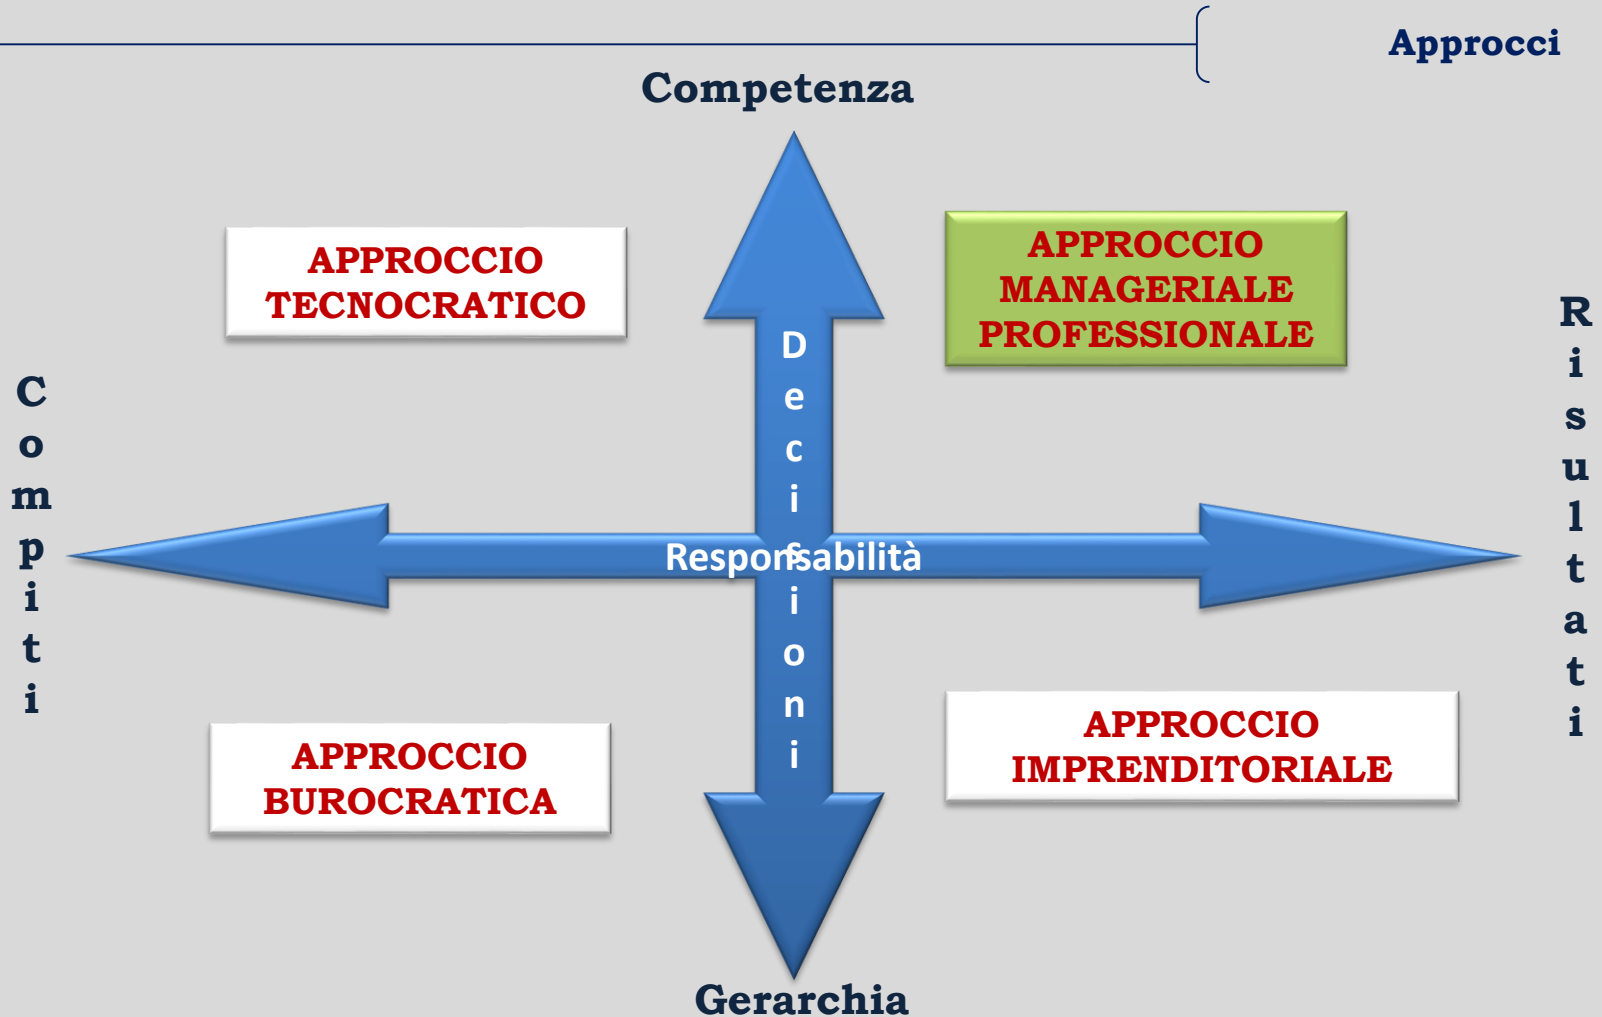 Approcci
Competenza
APPROCCIO
TECNOCRATICO
APPROCCIO
MANAGERIALE
PROFESSIONALE
Compiti
Decisioni
Responsabilità
Risultati
APPROCCIO
BUROCRATICA
APPROCCIO
IMPRENDITORIALE
Gerarchia